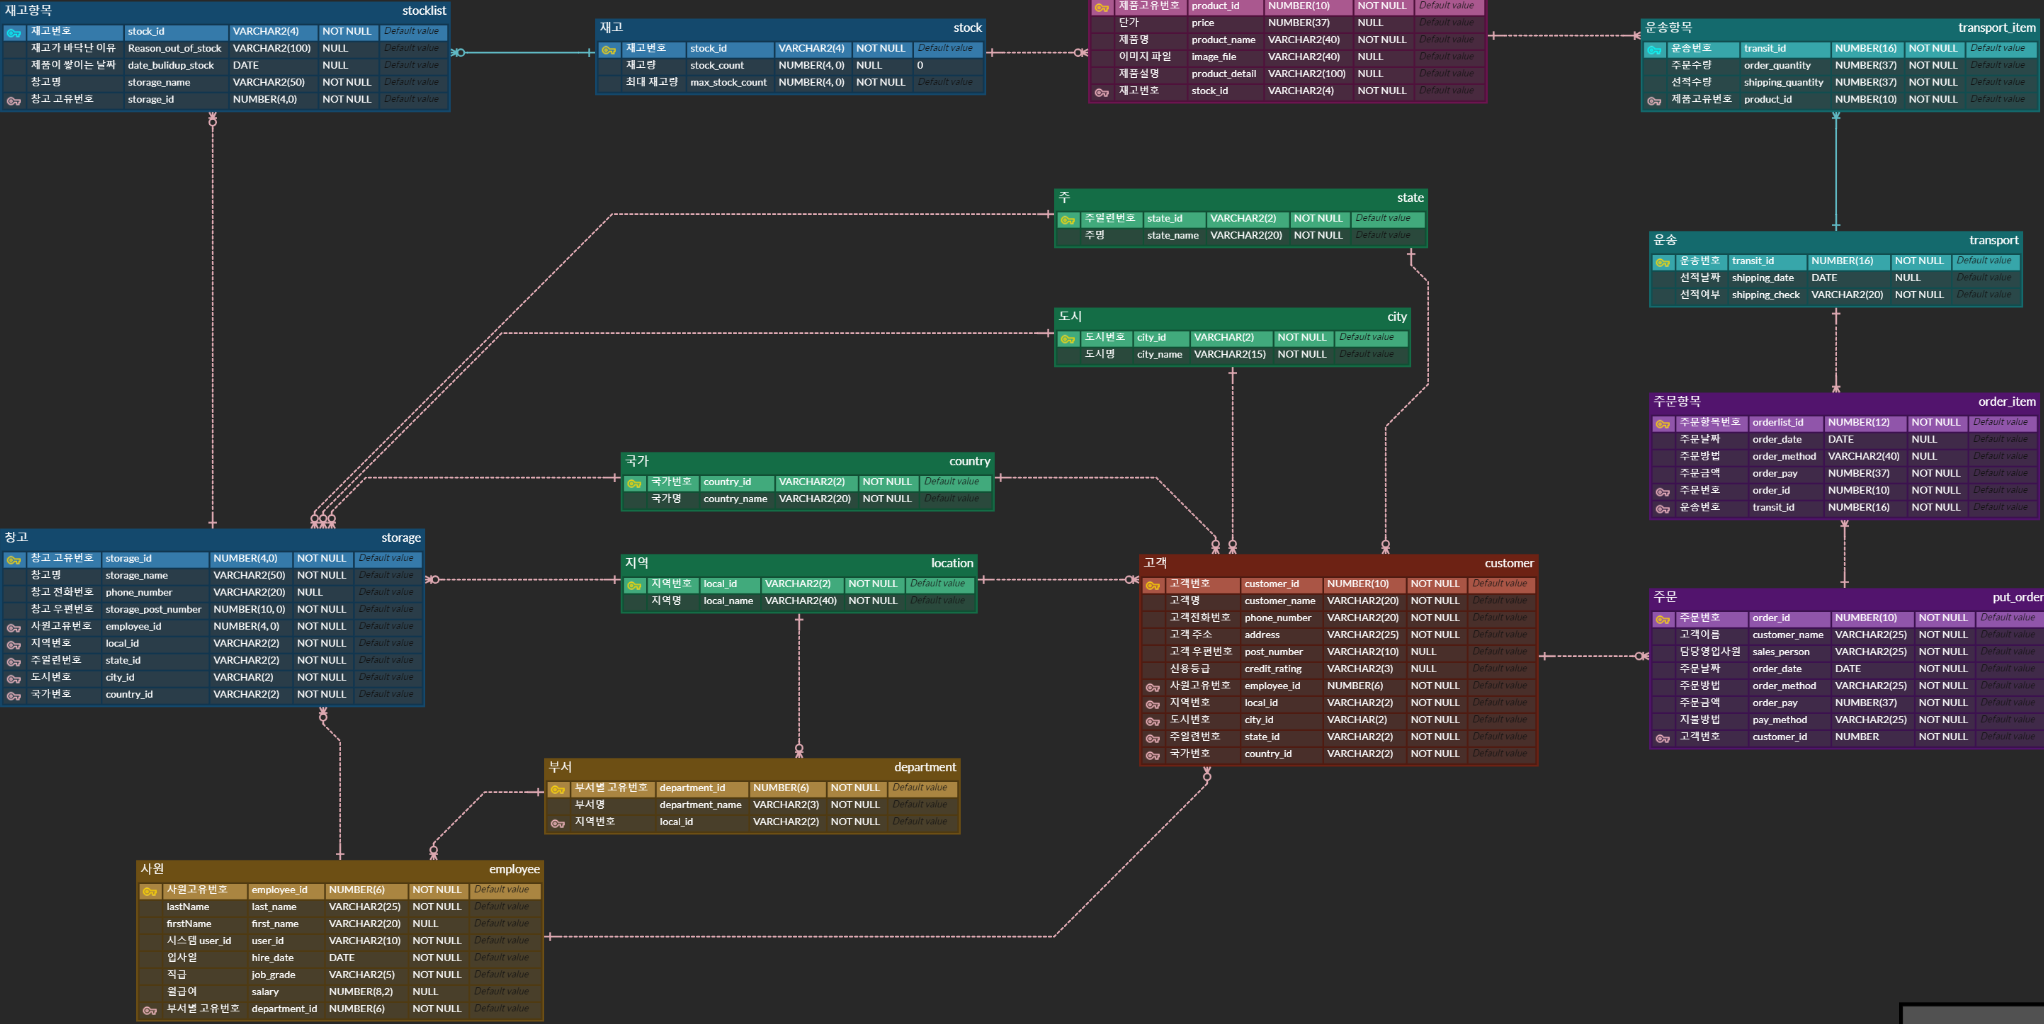 재고항목 stocklist
재고번호 stock_id VARCHAR2(4) NOT NULL Default value
재고가 바닥난 이유 Reason_out_of_stock VARCHAR2(100) NULL Default value
제품이 쌓이는 날짜 date_bulidup_stock DATE NULL Default value
창고명 storage_name VARCHAR2(50) NOT NULL Default value
창고 고유번호 storage_id NUMBER(4,0) NOT NULL Default value
재고 stock
재고번호 stock_id VARCHAR2(4) NOT NULL Default value
재고량 stock_count NUMBER(4, 0) NULL 0
최대 재고량 max_stock_count NUMBER(4, 0) NOT NULL Default value
제품고유번호 product_id NUMBER(10) NOT NULL Default value
단가 price NUMBER(37) NULL Default value
제품명 product_name VARCHAR2(40) NOT NULL Default value
이미지 파일 image_file VARCHAR2(40) NULL Default value
제품설명 product_detail VARCHAR2(100) NULL Default value
재고번호 stock_id VARCHAR2(4) NOT NULL Default value
운송항목 transport_item
운송번호 transit_id NUMBER(16) NOT NULL Default value
주문수량 order_quantity NUMBER(37) NOT NULL Default value
선적수량 shipping_quantity NUMBER(37) NOT NULL Default value
제품고유번호 product_id NUMBER(10) NOT NULL Default value
주 state
주일련번호 state_id VARCHAR2(2) NOT NULL Default value
주명 state_name VARCHAR2(20) NOT NULL Default value
운송 transport
운송번호 transit_id NUMBER(16) NOT NULL Default value
선적날짜 shipping_date DATE NULL Default value
선적여부 shipping_check VARCHAR2(20) NOT NULL Default value
도시 city
도시번호 city_id VARCHAR(2) NOT NULL Default value
도시명 city_name VARCHAR2(15) NOT NULL Default value
주문항목 order_item
주문항목번호 orderlist_id NUMBER(12) NOT NULL Default value
주문날짜 order_date DATE NULL Default value
주문방법 order_method VARCHAR2(40) NULL Default value
주문금액 order_pay NUMBER(37) NOT NULL Default value
주문번호 order_id NUMBER(10) NOT NULL Default value
운송번호 transit_id NUMBER(16) NOT NULL Default value
국가 country
국가번호 country_id VARCHAR2(2) NOT NULL Default value
국가명 country_name VARCHAR2(20) NOT NULL Default value
창고 storage
창고 고유번호 storage_id NUMBER(4,0) NOT NULL Default value
창고명 storage_name VARCHAR2(50) NOT NULL Default value
창고 전화번호 phone_number VARCHAR2(20) NULL Default value
창고 우편번호 storage_post_number NUMBER(10, 0) NOT NULL Default value
사원고유번호 employee_id NUMBER(4, 0) NOT NULL Default value
지역번호 local_id VARCHAR2(2) NOT NULL Default value
주일련번호 state_id VARCHAR2(2) NOT NULL Default value
도시번호 city_id VARCHAR(2) NOT NULL Default value
국가번호 country_id VARCHAR2(2) NOT NULL Default value
지역 location
지역번호 local_id VARCHAR2(2) NOT NULL Default value
지역명 local_name VARCHAR2(40) NOT NULL Default value
고객 customer
고객번호 customer_id NUMBER(10) NOT NULL Default value
고객명 customer_name VARCHAR2(20) NOT NULL Default value
고객전화번호 phone_number VARCHAR2(20) NOT NULL Default value
고객 주소 address VARCHAR2(25) NOT NULL Default value
고객 우편번호 post_number VARCHAR2(10) NULL Default value
신용등급 credit_rating VARCHAR2(3) NULL Default value
사원고유번호 employee_id NUMBER(6) NOT NULL Default value
지역번호 local_id VARCHAR2(2) NOT NULL Default value
도시번호 city_id VARCHAR(2) NOT NULL Default value
주일련번호 state_id VARCHAR2(2) NOT NULL Default value
국가번호 country_id VARCHAR2(2) NOT NULL Default value
주문 put_order
주문번호 order_id NUMBER(10) NOT NULL Default value
고객이름 customer_name VARCHAR2(25) NOT NULL Default value
담당영업사원 sales_person VARCHAR2(25) NOT NULL Default value
주문날짜 order_date DATE NOT NULL Default value
주문방법 order_method VARCHAR2(25) NOT NULL Default value
주문금액 order_pay NUMBER(37) NOT NULL Default value
지불방법 pay_method VARCHAR2(25) NOT NULL Default value
고객번호 customer_id NUMBER NOT NULL Default value
부서 department
부서별 고유번호 department_id NUMBER(6) NOT NULL Default value
부서명 department_name VARCHAR2(3) NOT NULL Default value
지역번호 local_id VARCHAR2(2) NOT NULL Default value
사원 employee
사원고유번호 employee_id NUMBER(6) NOT NULL Default value
lastName last_name VARCHAR2(25) NOT NULL Default value
firstName first_name VARCHAR2(20) NULL Default value
시스템 user_id user_id VARCHAR2(10) NOT NULL Default value
입사일 hire_date DATE NOT NULL Default value
직급 job_grade VARCHAR2(5) NOT NULL Default value
월급여 salary NUMBER(8,2) NULL Default value
부서별 고유번호 department_id NUMBER(6) NOT NULL Default value